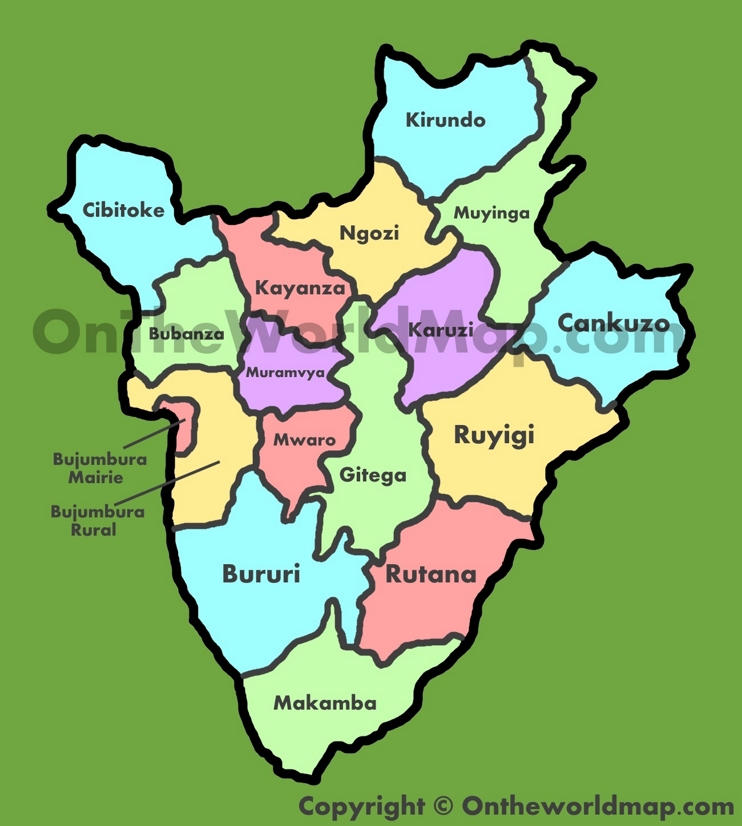 Kirundo
Cibitoke
Muyinga
Ngozi
Kayanza
OnTheWorldMap.com
Cankuzo
Karuzi
Bubanza
Muramvya
Ruyigi
Mwaro
Bujumbura
Mairie
Gitega
Bujumbura
Rural
Bururi
Rutana
Makamba
Copyright © Ontheworldmap.com